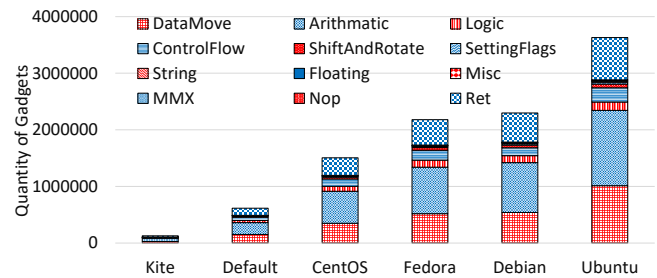 Quantity of Gadgets
4000000
3000000
2000000
1000000
0
DataMove Arithmatic Logic
ControlFlow ShiftAndRotate SettingFlags
String Floating Misc
MMX Nop Ret
Kite Default CentOS Fedora Debian Ubuntu